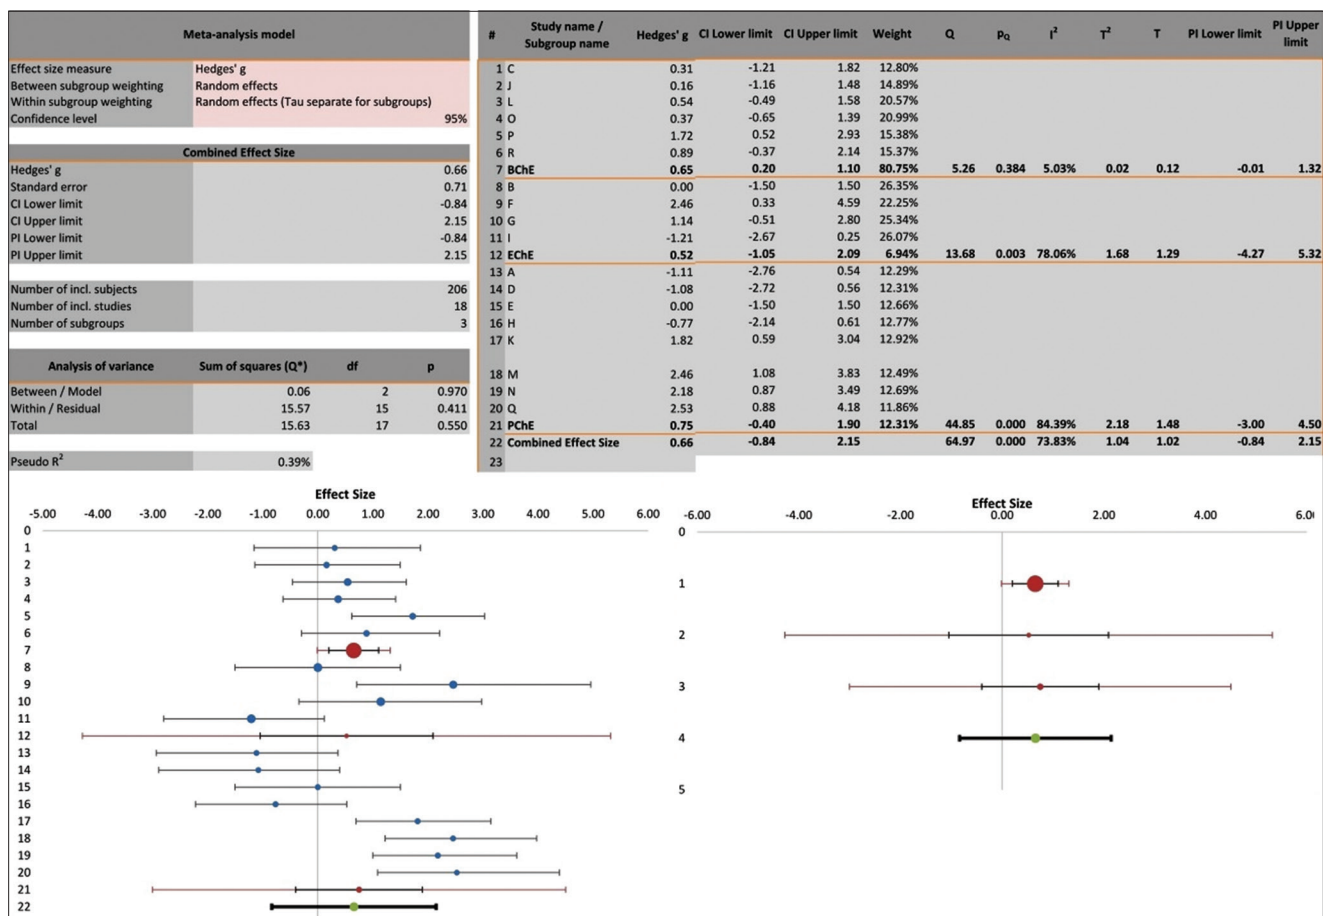 Meta-analysis model
Effect size measure Hedges' g
Between subgroup weighting Random effects
Within subgroup weighting Random effects (Tau separate for subgroups)
Confidence level 95%
Combined Effect Size
Hedges' g 0.66
Standard error 0.71
CI Lower limit -0.84
CI Upper limit 2.15
PI Lower limit -0.84
PI Upper limit 2.15
Number of incl. subjects 206
Number of incl. studies 18
Number of subgroups 3
Analysis of variance Sum of squares (Q*) df p
Between / Model 0.06 2 0.970
Within / Residual 15.57 15 0.411
Total 15.63 17 0.550
Pseudo R² 0.39%
# Study name / Subgroup name Hedges' g CI Lower limit CI Upper limit Weight Q pQ I² T² T PI Lower limit PI Upper limit
1 C 0.31 -1.21 1.82 12.80%
2 J 0.16 -1.16 1.48 14.89%
3 L 0.54 -0.49 1.58 20.57%
4 O 0.37 -0.65 1.39 20.99%
5 P 1.72 0.52 2.93 15.38%
6 R 0.89 -0.37 2.14 15.37%
7 BChE 0.65 0.20 1.10 80.75% 5.26 0.384 5.03% 0.02 0.12 -0.01 1.32
8 B 0.00 -1.50 1.50 26.35%
9 F 2.46 0.33 4.59 22.25%
10 G 1.14 -0.51 2.80 25.34%
11 I -1.21 -2.67 0.25 26.07%
12 EChE 0.52 -1.05 2.09 6.94% 13.68 0.003 78.06% 1.68 1.29 -4.27 5.32
13 A -1.11 -2.76 0.54 12.29%
14 D -1.08 -2.72 0.56 12.31%
15 E 0.00 -1.50 1.50 12.66%
16 H -0.77 -2.14 0.61 12.77%
17 K 1.82 0.59 3.04 12.92%
18 M 2.46 1.08 3.83 12.49%
19 N 2.18 0.87 3.49 12.69%
20 Q 2.53 0.88 4.18 11.86%
21 PChE 0.75 -0.40 1.90 12.31% 44.85 0.000 84.39% 2.18 1.48 -3.00 4.50
22 Combined Effect Size 0.66 -0.84 2.15 64.97 0.000 73.83% 1.04 1.02 -0.84 2.15
23
Effect Size
-5.00 -4.00 -3.00 -2.00 -1.00 0.00 1.00 2.00 3.00 4.00 5.00 6.00
0
1
2
3
4
5
6
7
8
9
10
11
12
13
14
15
16
17
18
19
20
21
22
Effect Size
-6.00 -4.00 -2.00 0.00 2.00 4.00
0
1
2
3
4
5